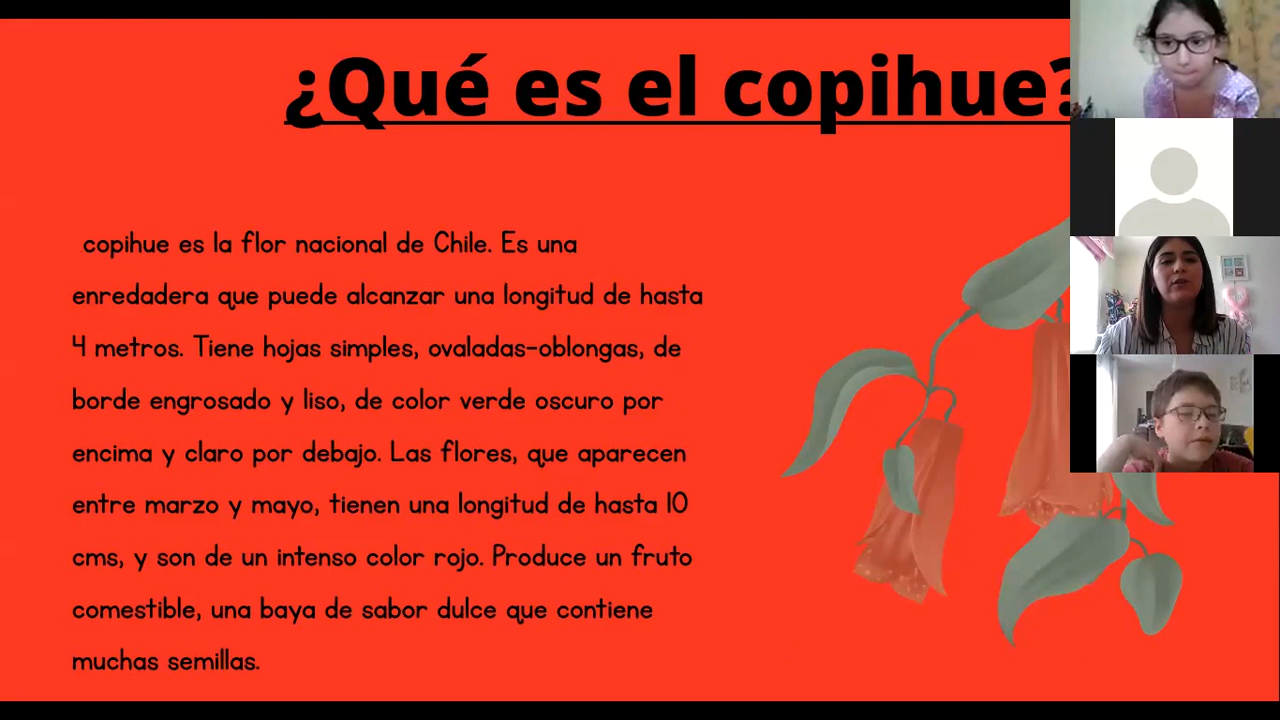 ¿Qué es el copihue?
copihue es la flor nacional de Chile. Es una
enredadera que puede alcanzar una longitud de hasta
4 metros. Tiene hojas simples, ovaladas-oblongas, de
borde engrosado y liso, de color verde oscuro por
encima y claro por debajo. Las flores, que aparecen
entre marzo y mayo, tienen una longitud de hasta 10
cms, y son de un intenso color rojo. Produce un fruto
comestible, una baya de sabor dulce que contiene
muchas semillas.